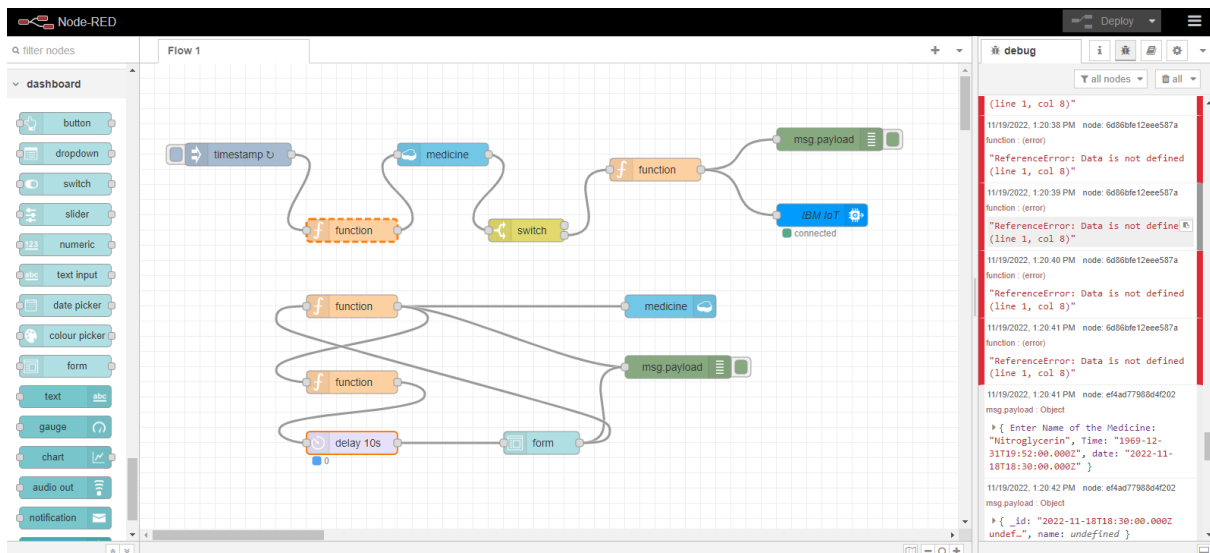 Node-RED
Deploy
filter nodes
Flow 1
debug
i
all nodes
all
dashboard
button
dropdown
switch
slider
123
numeric
abc
text input
date picker
colour picker
form
text
abc
gauge
chart
audio out
notification
timestamp ↻
function
medicine
switch
function
msg.payload
IBM IoT
connected
function
medicine
function
msg.payload
delay 10s
0
form
(line 1, col 8)"
11/19/2022, 1:20:38 PM node: 6d86bfe12eee587a
function : (error)
"ReferenceError: Data is not defined
(line 1, col 8)"
11/19/2022, 1:20:39 PM node: 6d86bfe12eee587a
function : (error)
"ReferenceError: Data is not define
(line 1, col 8)"
11/19/2022, 1:20:40 PM node: 6d86bfe12eee587a
function : (error)
"ReferenceError: Data is not defined
(line 1, col 8)"
11/19/2022, 1:20:41 PM node: 6d86bfe12eee587a
function : (error)
"ReferenceError: Data is not defined
(line 1, col 8)"
11/19/2022, 1:20:41 PM node: ef4ad77988d4f202
msg.payload : Object
{ Enter Name of the Medicine:
"Nitroglycerin", Time: "1969-12-
31T19:52:00.000Z", date: "2022-11-
18T18:30:00.000Z" }
11/19/2022, 1:20:42 PM node: ef4ad77988d4f202
msg.payload : Object
{ _id: "2022-11-18T18:30:00.000Z
undef…", name: undefined }